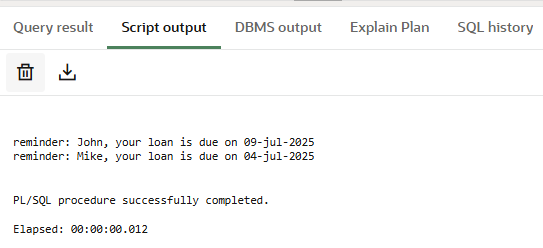 Query result Script output DBMS output Explain Plan SQL history
reminder: John, your loan is due on 09-jul-2025
reminder: Mike, your loan is due on 04-jul-2025
PL/SQL procedure successfully completed.
Elapsed: 00:00:00.012